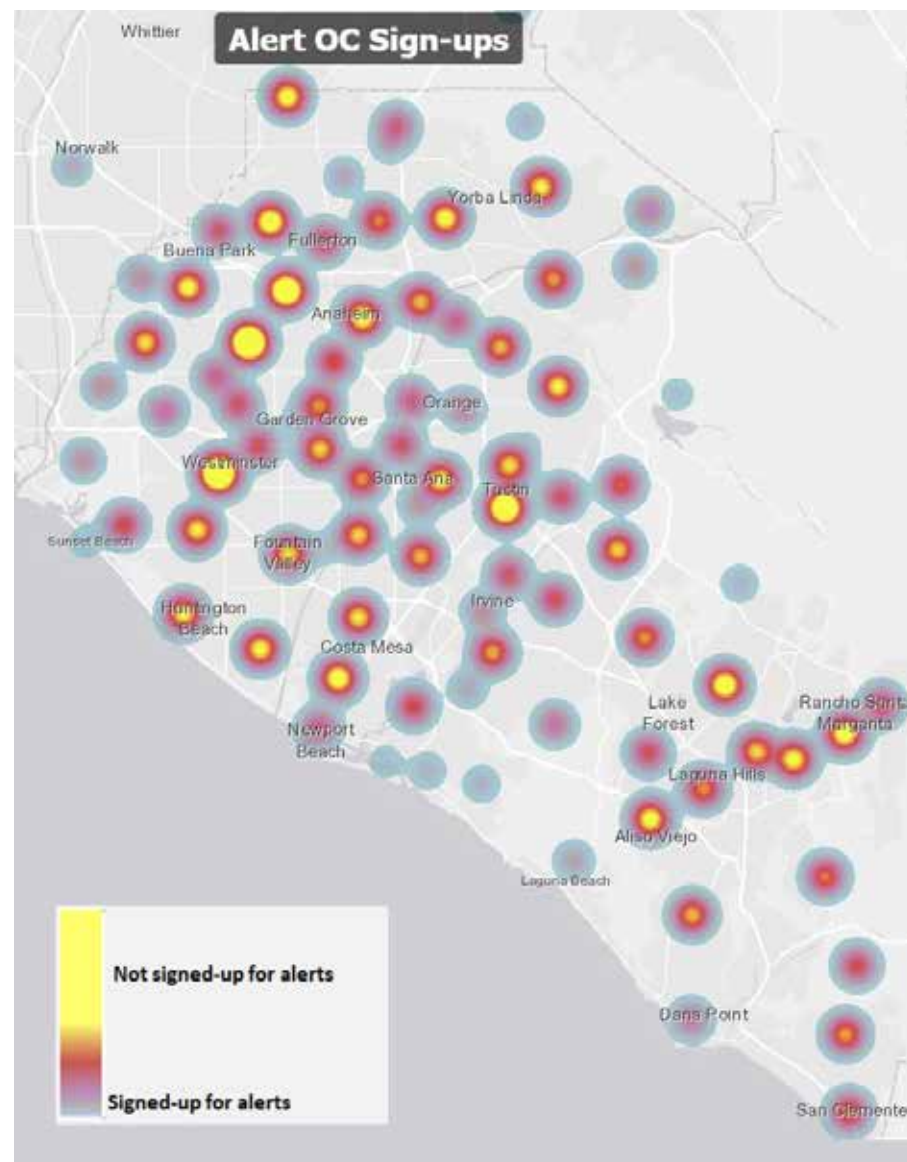 Whittier
Alert OC Sign-ups
Norwalk
Yorba Linda
Buena Park
Fullerton
Anaheim
Orange
Garden Grove
Westminster
Santa Ana
Tustin
Sunset Beach
Fountain
Valley
Irvine
Huntington
Beach
Costa Mesa
Lake
Forest
Rancho Santa
Margarita
Newport
Beach
Laguna Hills
Aliso Viejo
Laguna Beach
Not signed-up for alerts
Dana Point
Signed-up for alerts
San Clemente